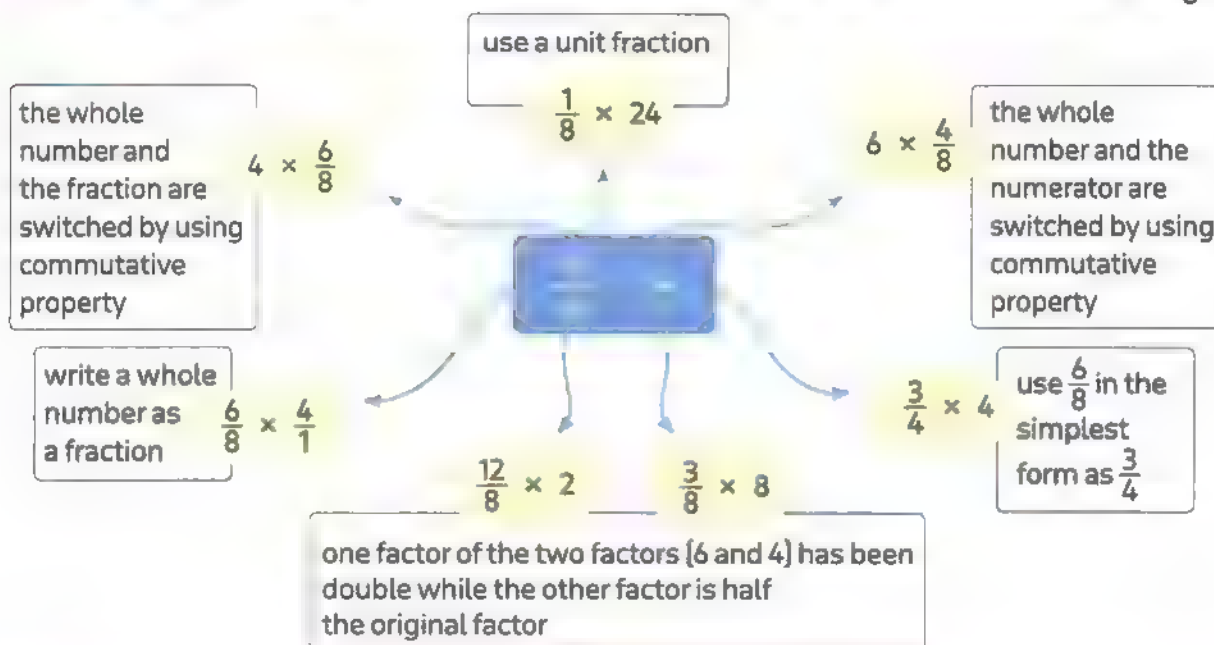 use a unit fraction
1/8 × 24
the whole
number and
the fraction are
switched by using
commutative
property
4 × 6/8
6 × 4/8
the whole
number and the
numerator are
switched by using
commutative
property
write a whole
number as
a fraction
6/8 × 4/1
12/8 × 2
3/8 × 8
3/4 × 4
use 6/8 in the
simplest
form as 3/4
one factor of the two factors (6 and 4) has been
double while the other factor is half
the original factor